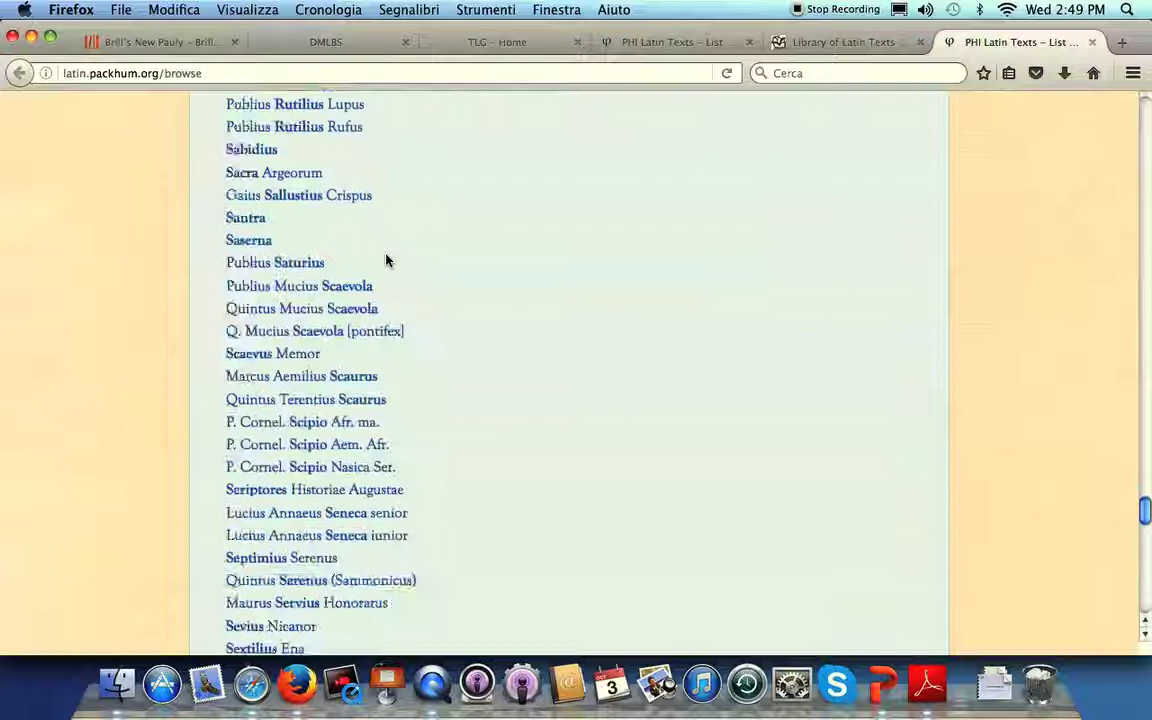 Firefox File Modifica Visualizza Cronologia Segnalibri Strumenti Finestra Aiuto Stop Recording Wed 2:49 PM
Brill's New Pauly – Brill... DMLBS TLG – Home PHI Latin Texts – List ... Library of Latin Texts ... PHI Latin Texts – List ...
latin.packhum.org/browse Cerca
Publius Rutilius Lupus
Publius Rutilius Rufus
Sabidius
Sacra Argeorum
Gaius Sallustius Crispus
Santra
Saserna
Publius Saturius
Publius Mucius Scaevola
Quintus Mucius Scaevola
Q. Mucius Scaevola [pontifex]
Scaevus Memor
Marcus Aemilius Scaurus
Quintus Terentius Scaurus
P. Cornel. Scipio Afr. ma.
P. Cornel. Scipio Aem. Afr.
P. Cornel. Scipio Nasica Ser.
Scriptores Historiae Augustae
Lucius Annaeus Seneca senior
Lucius Annaeus Seneca iunior
Septimius Serenus
Quintus Serenus (Sammonicus)
Maurus Servius Honoratus
Sevius Nicanor
Sextilius Ena
OCT
3